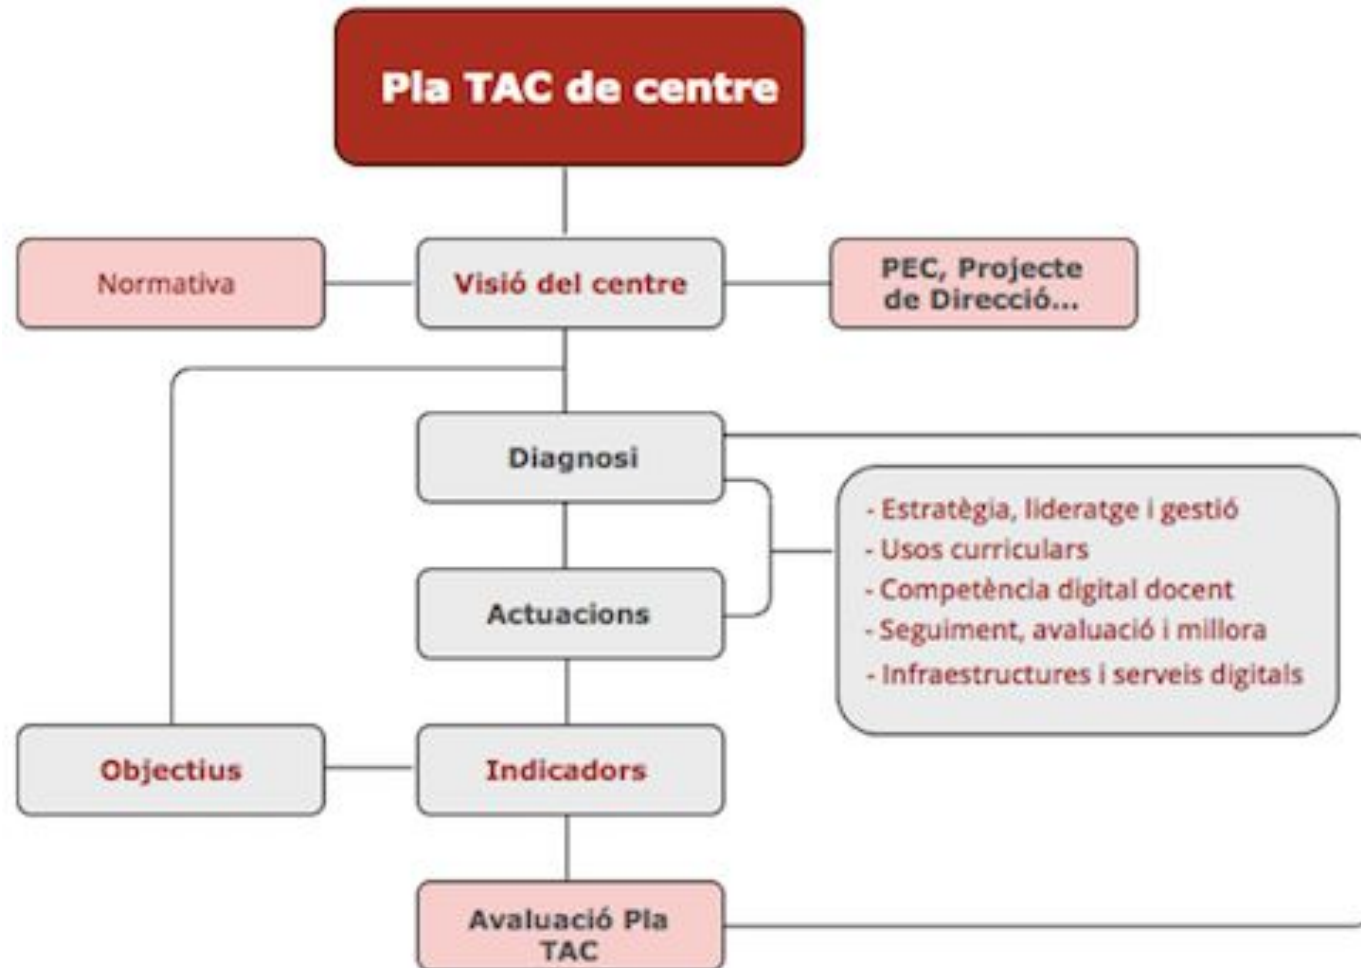 Pla TAC de centre
Normativa
Visió del centre
PEC, Projecte
de Direcció...
Diagnosi
- Estratègia, lideratge i gestió
- Usos curriculars
- Competència digital docent
- Seguiment, avaluació i millora
- Infraestructures i serveis digitals
Actuacions
Objectius
Indicadors
Avaluació Pla
TAC